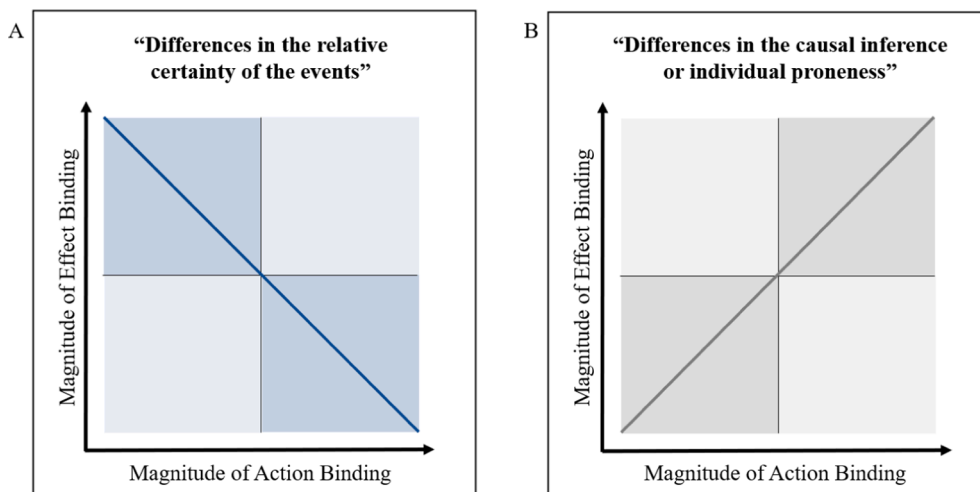 A
“Differences in the relative
certainty of the events”
Magnitude of Effect Binding
Magnitude of Action Binding
B
“Differences in the causal inference
or individual proneness”
Magnitude of Effect Binding
Magnitude of Action Binding